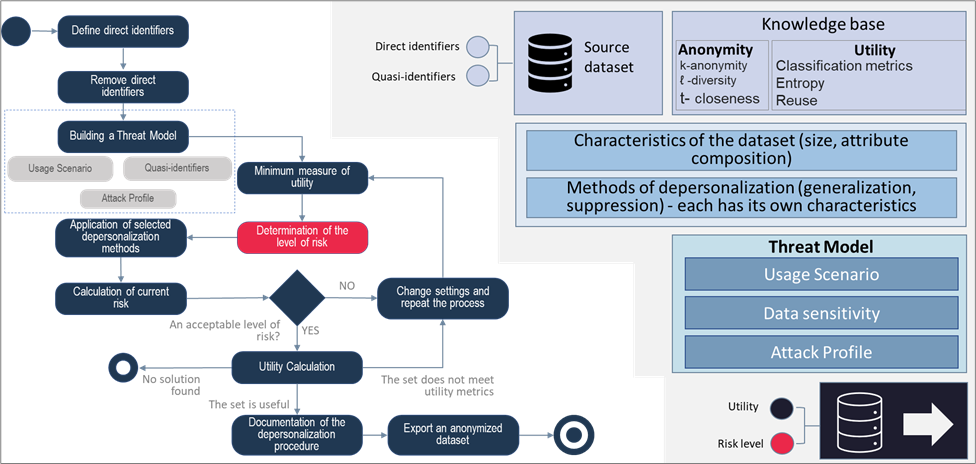 Define direct identifiers
Remove direct
identifiers
Building a Threat Model
Usage Scenario
Quasi-identifiers
Attack Profile
Minimum measure of
utility
Application of selected
depersonalization
methods
Determination of the
level of risk
Calculation of current
risk
An acceptable level of
risk?
NO
YES
Change settings and
repeat the process
Utility Calculation
No solution
found
The set does not meet
utility metrics
The set is useful
Documentation of the
depersonalization
procedure
Export an anonymized
dataset
Direct identifiers
Quasi-identifiers
Source
dataset
Knowledge base
Anonymity
k-anonymity
ℓ -diversity
t- closeness
Utility
Classification metrics
Entropy
Reuse
Characteristics of the dataset (size, attribute
composition)
Methods of depersonalization (generalization,
suppression) - each has its own characteristics
Threat Model
Usage Scenario
Data sensitivity
Attack Profile
Utility
Risk level